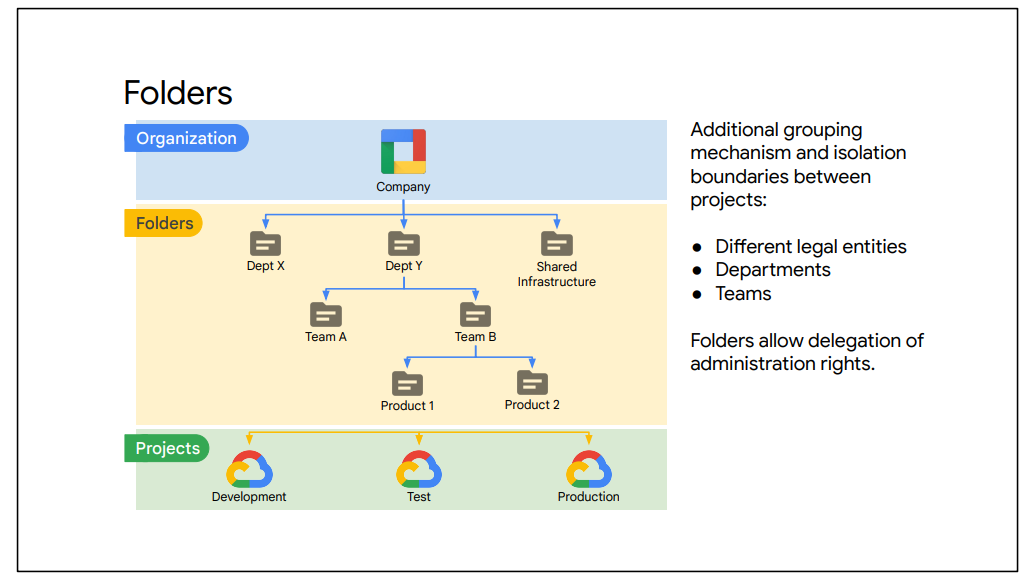 Folders
Organization
Company
Folders
Dept X
Dept Y
Shared
Infrastructure
Team A
Team B
Product 1
Product 2
Projects
Development
Test
Production
Additional grouping
mechanism and isolation
boundaries between
projects:
● Different legal entities
● Departments
● Teams
Folders allow delegation of
administration rights.